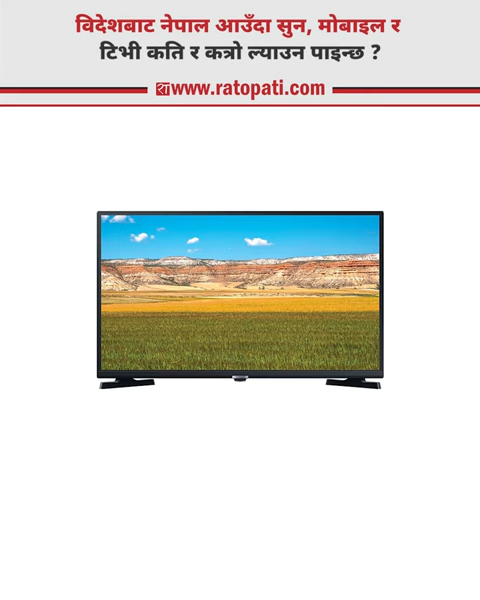 विदेशबाट नेपाल आउँदा सुन, मोबाइल र
टिभी कति र कत्रो ल्याउन पाइन्छ ?
रा www.ratopati.com